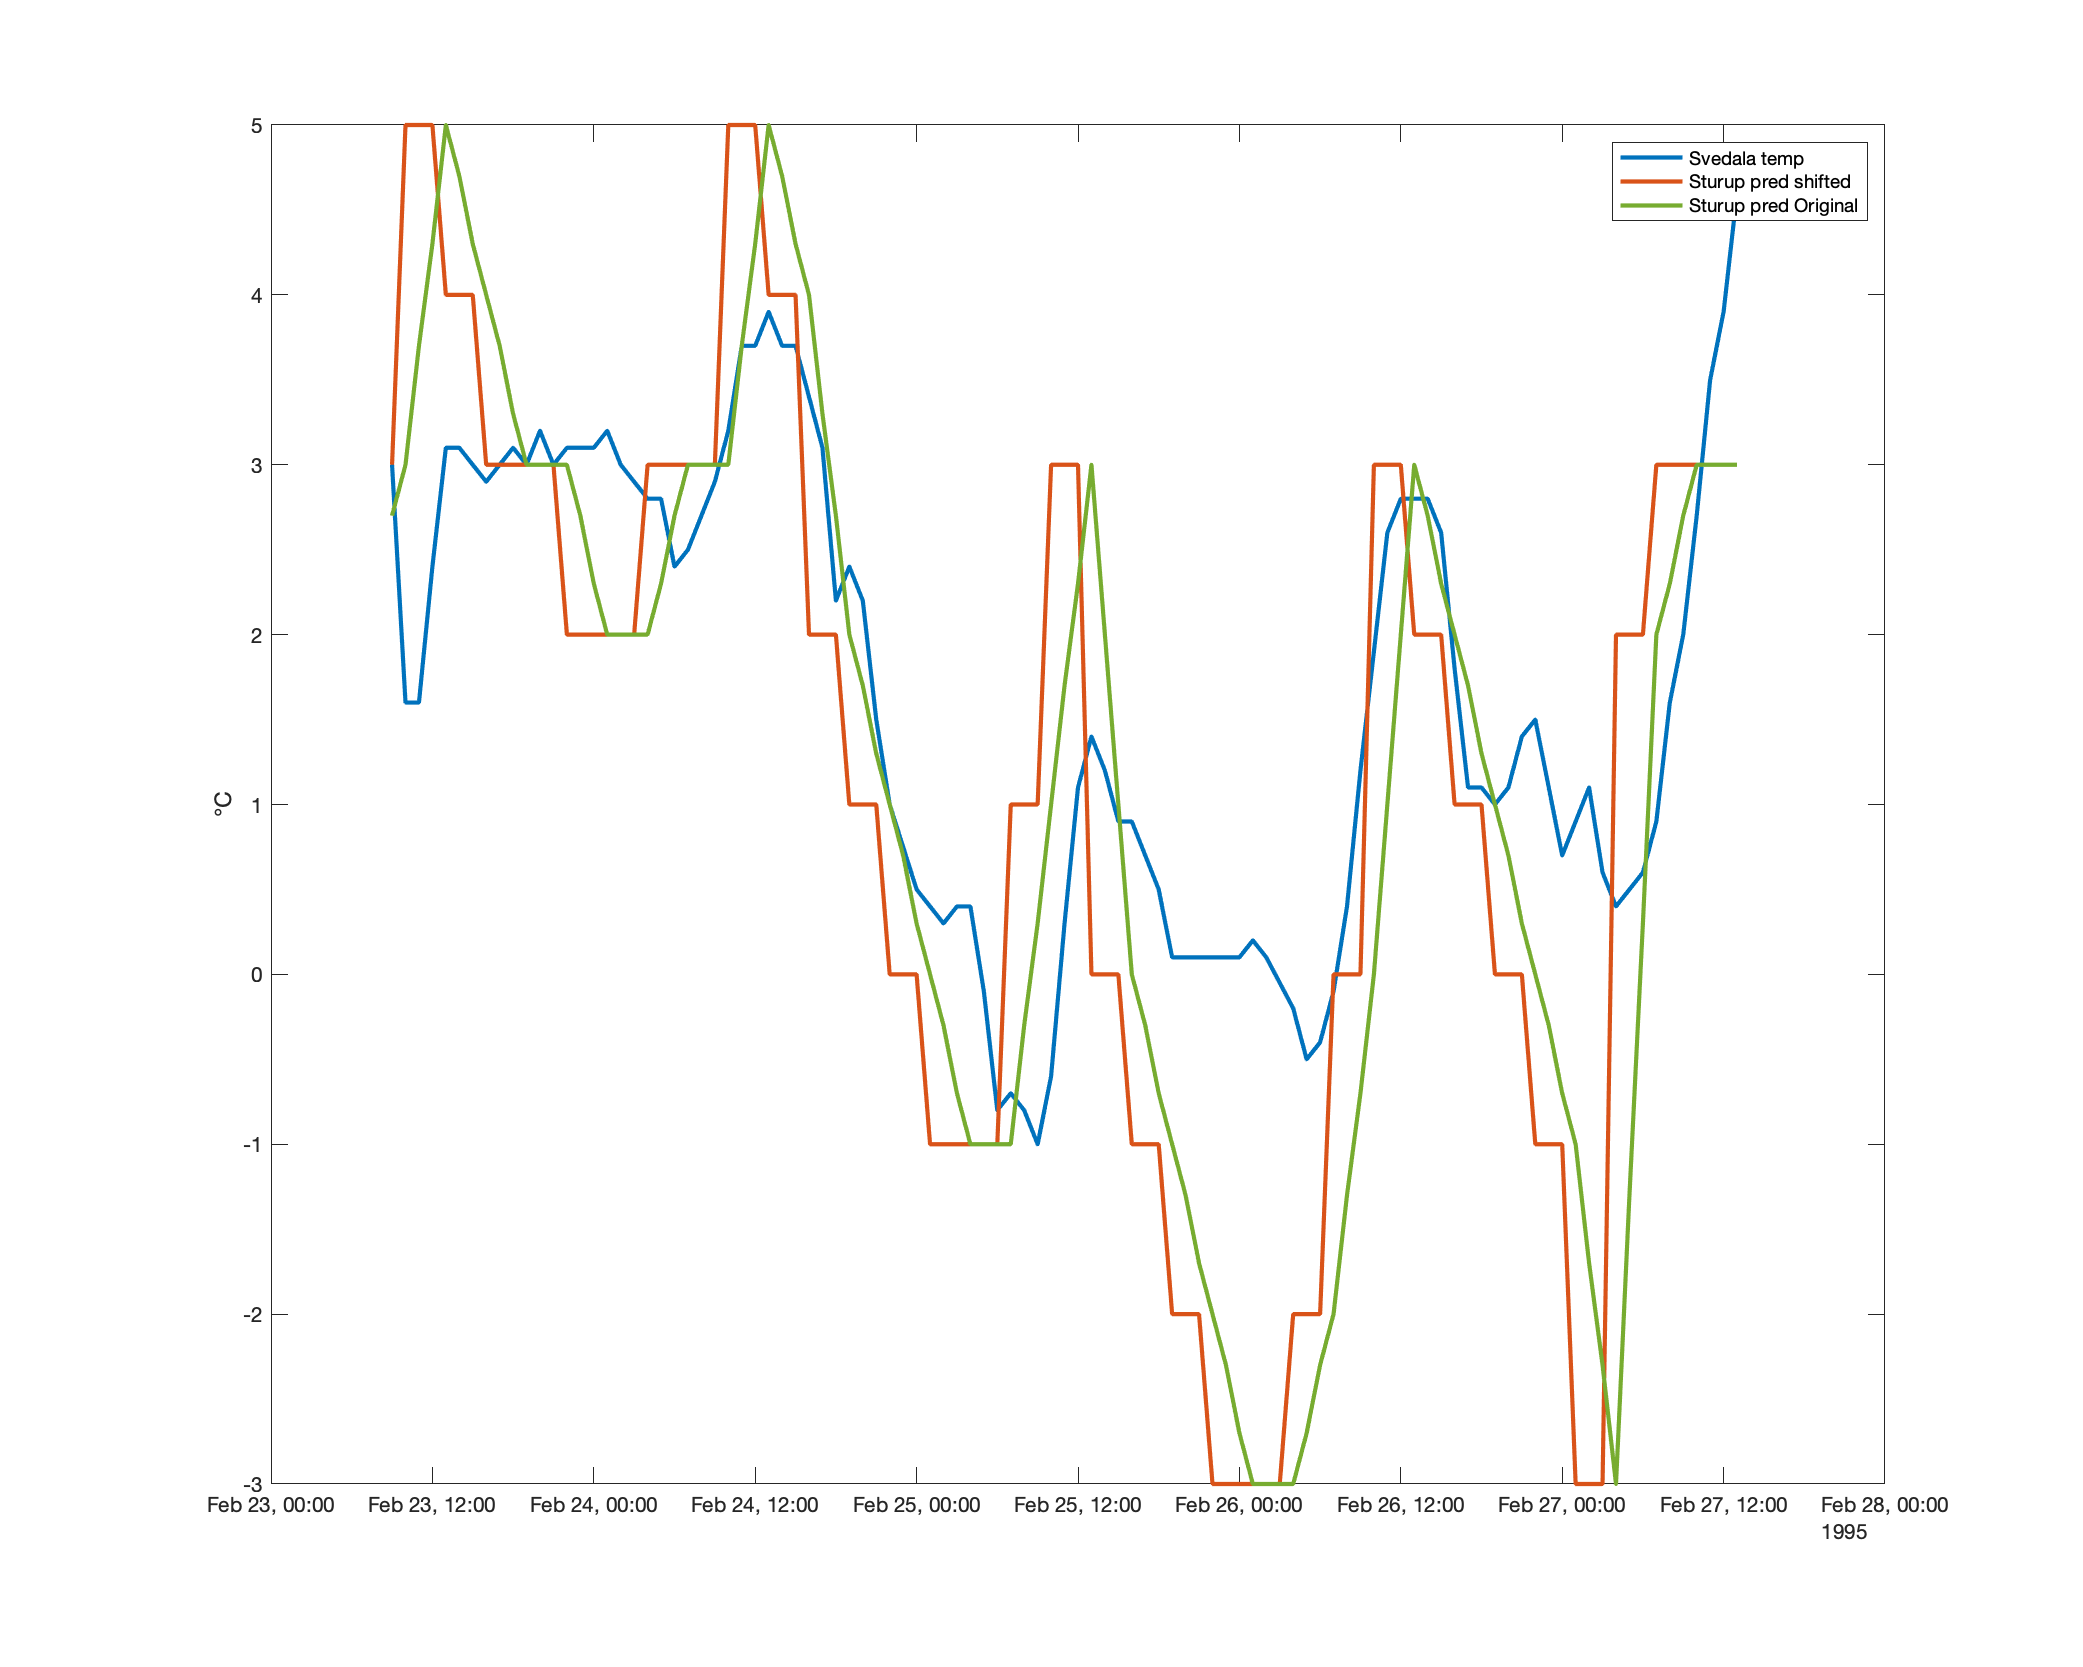 5
4
3
2
1
0
-1
-2
-3
°C
Svedala temp
Sturup pred shifted
Sturup pred Original
Feb 23, 00:00 Feb 23, 12:00 Feb 24, 00:00 Feb 24, 12:00 Feb 25, 00:00 Feb 25, 12:00 Feb 26, 00:00 Feb 26, 12:00 Feb 27, 00:00 Feb 27, 12:00 Feb 28, 00:00
1995